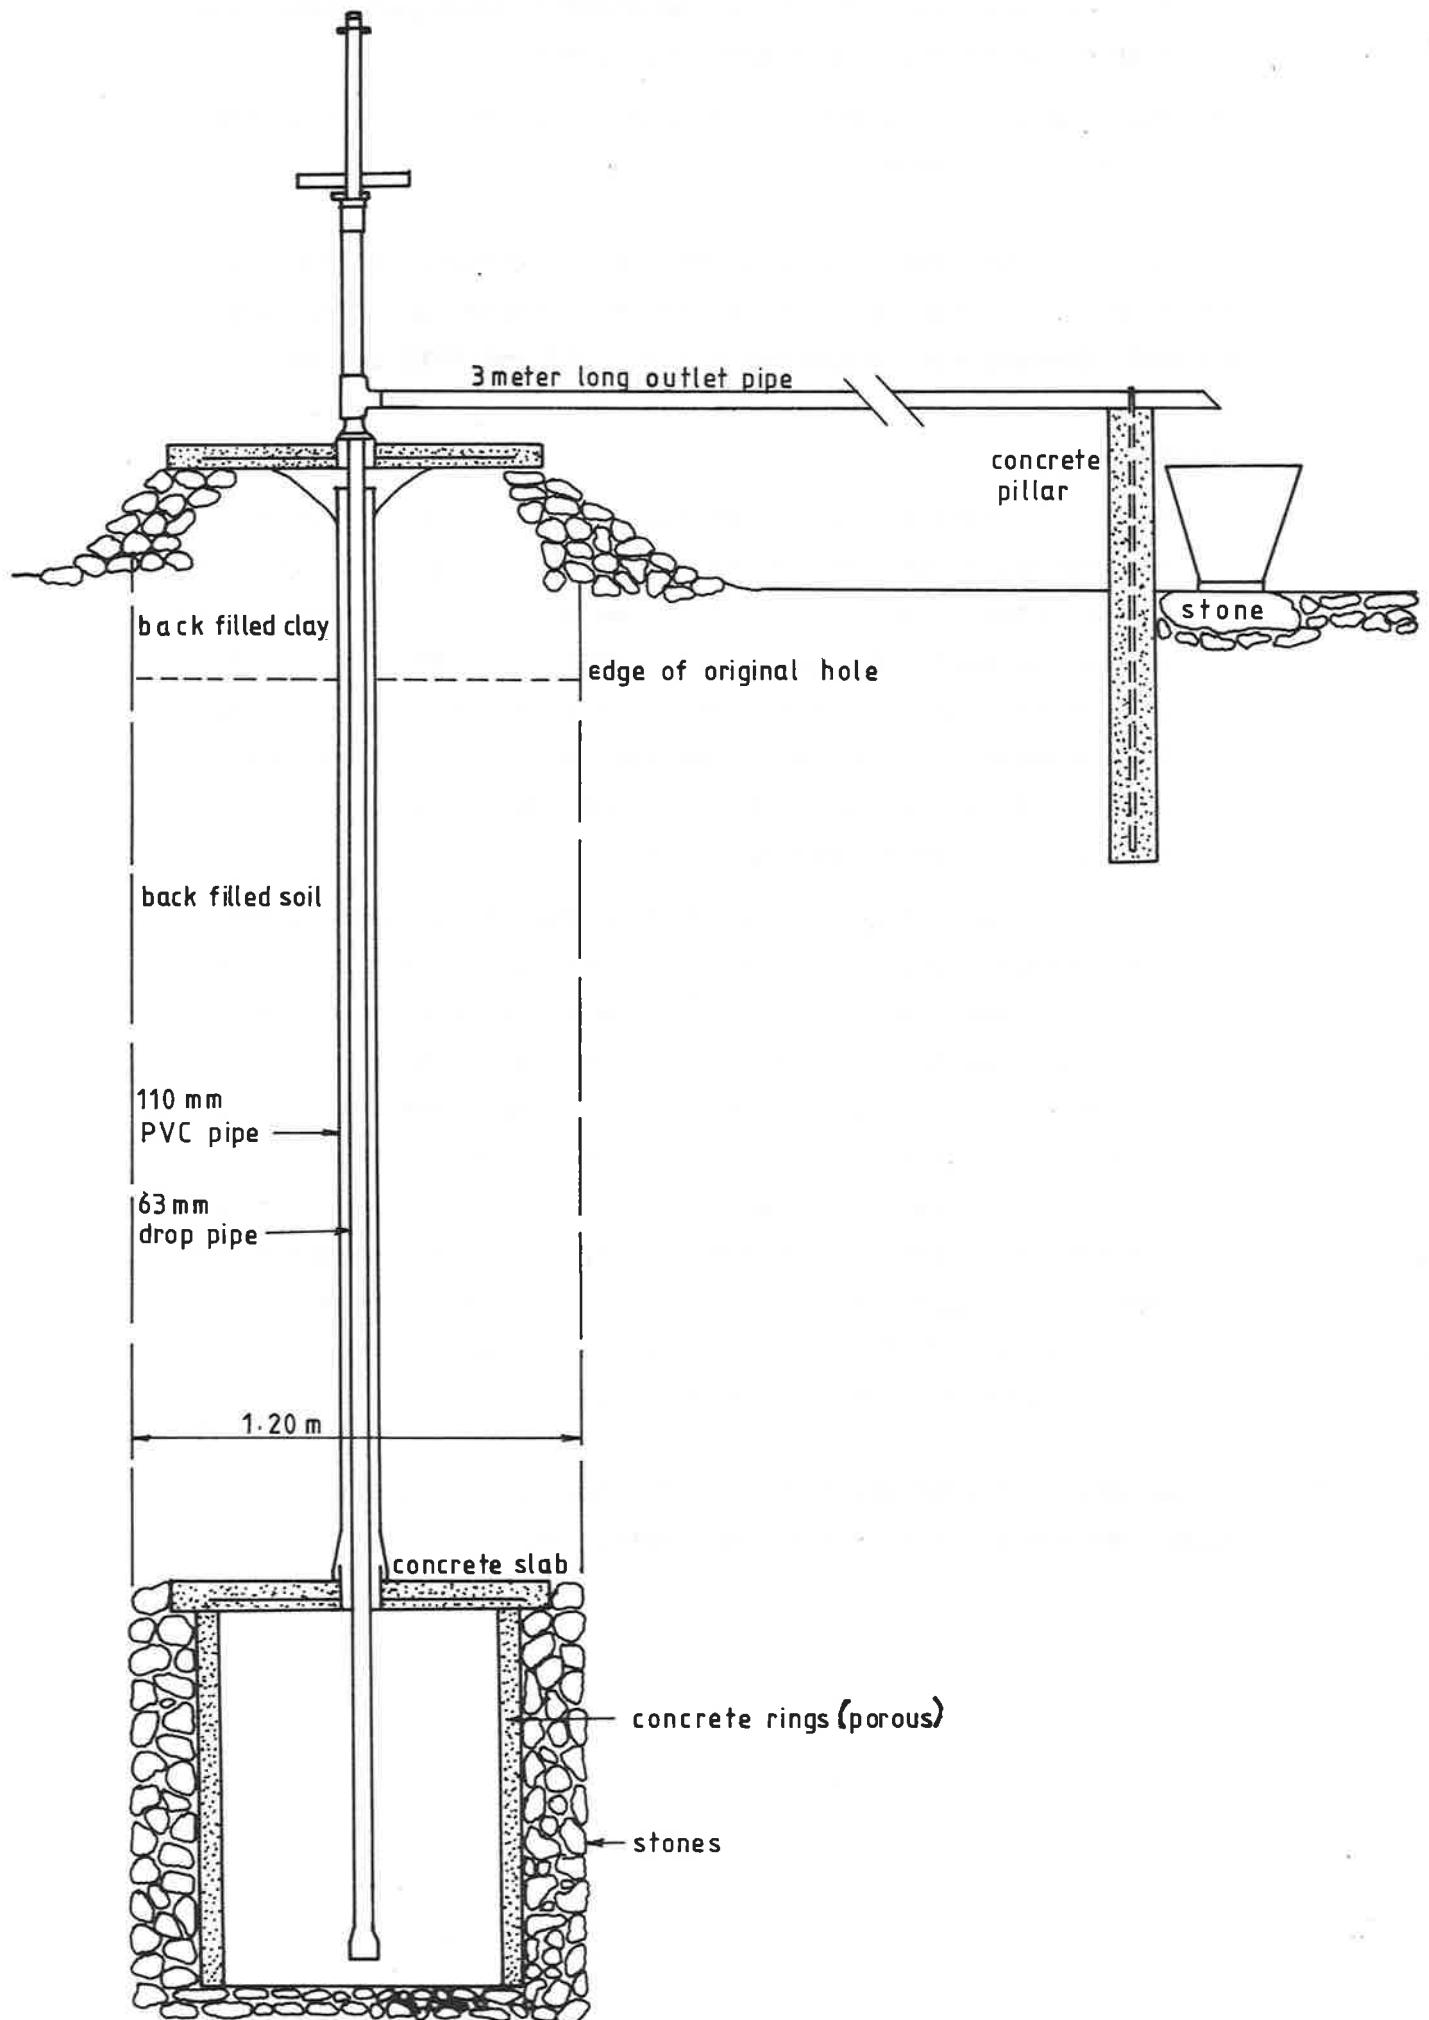 3 meter long outlet pipe
concrete
pillar
stone
back filled clay
edge of original hole
back filled soil
110 mm
PVC pipe
63 mm
drop pipe
1.20 m
concrete slab
concrete rings (porous)
stones